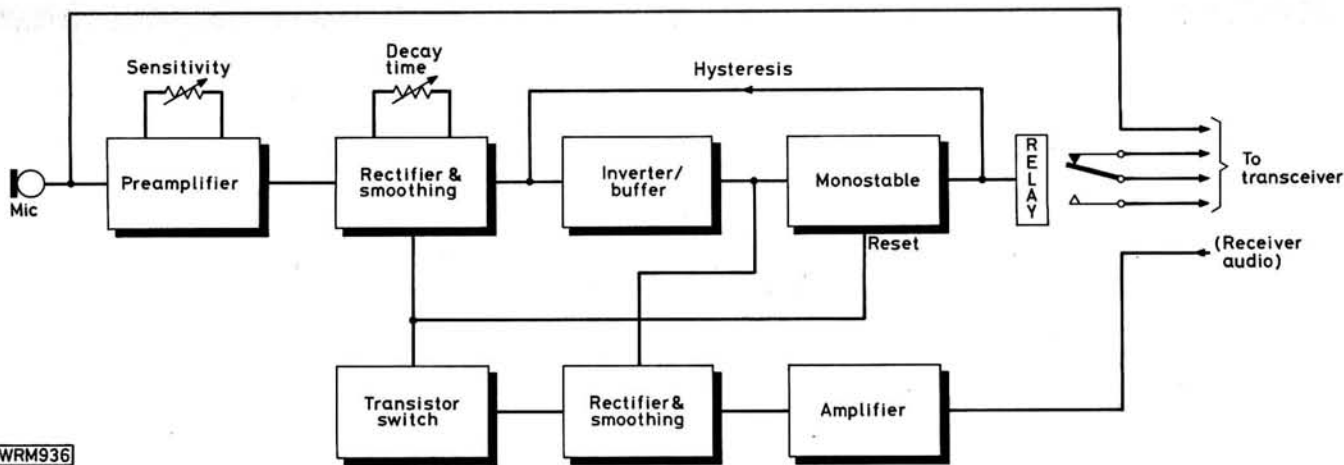 Sensitivity
Decay
time
Hysteresis
Mic
Preamplifier
Rectifier &
smoothing
Inverter/
buffer
Monostable
RELAY
To
transceiver
Reset
(Receiver
audio)
Transistor
switch
Rectifier &
smoothing
Amplifier
WRM936